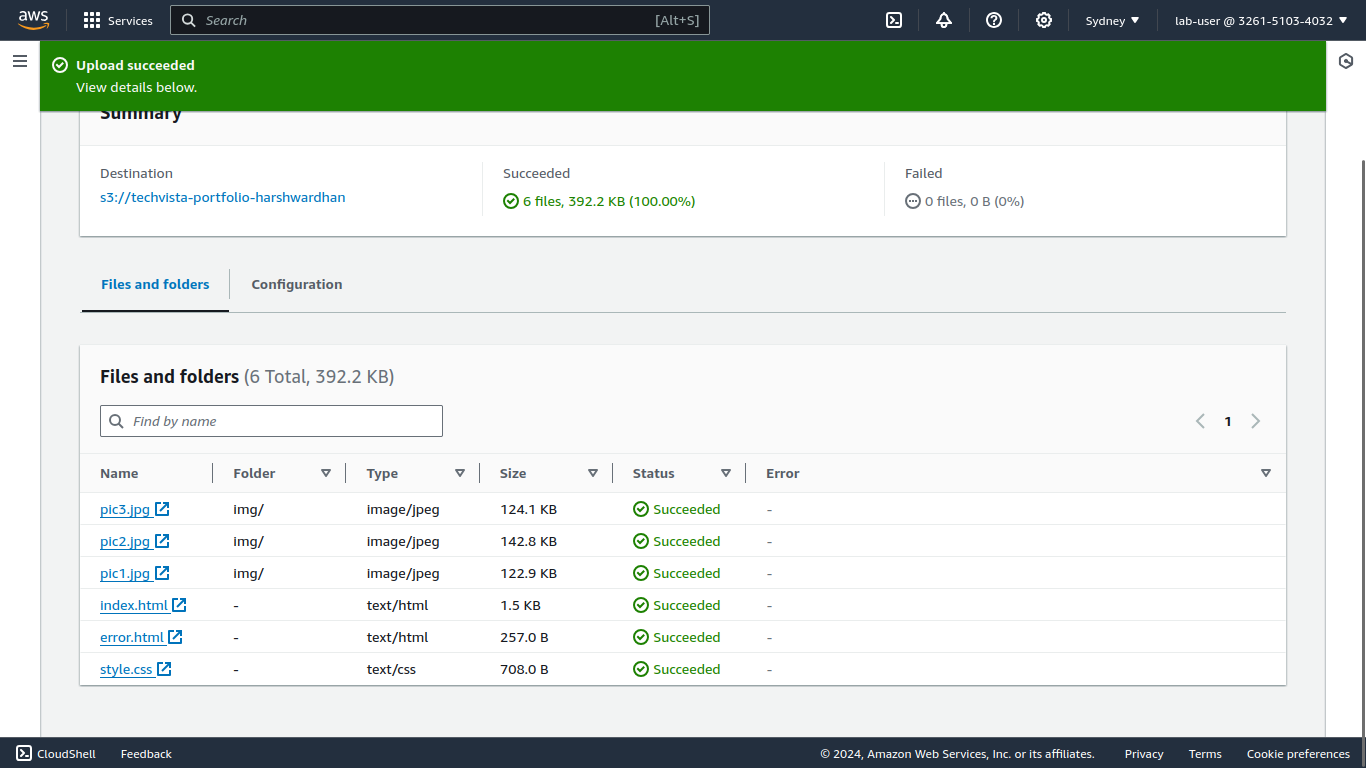 aws Services Search [Alt+S] Sydney lab-user @ 3261-5103-4032
Upload succeeded
View details below.
Summary
Destination Succeeded Failed
s3://techvista-portfolio-harshwardhan 6 files, 392.2 KB (100.00%) 0 files, 0 B (0%)
Files and folders Configuration
Files and folders (6 Total, 392.2 KB)
Find by name 1
Name Folder Type Size Status Error
pic3.jpg img/ image/jpeg 124.1 KB Succeeded -
pic2.jpg img/ image/jpeg 142.8 KB Succeeded -
pic1.jpg img/ image/jpeg 122.9 KB Succeeded -
index.html - text/html 1.5 KB Succeeded -
error.html - text/html 257.0 B Succeeded -
style.css - text/css 708.0 B Succeeded -
CloudShell Feedback © 2024, Amazon Web Services, Inc. or its affiliates. Privacy Terms Cookie preferences